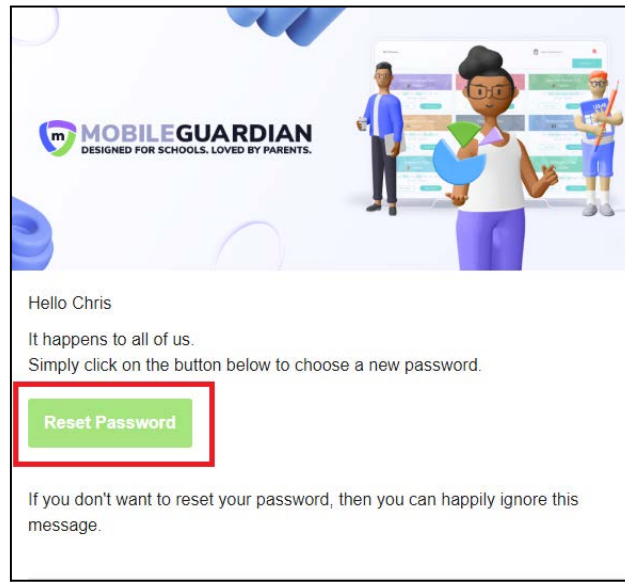 m MOBILEGUARDIAN
DESIGNED FOR SCHOOLS. LOVED BY PARENTS.
Hello Chris
It happens to all of us.
Simply click on the button below to choose a new password.
Reset Password
If you don't want to reset your password, then you can happily ignore this
message.